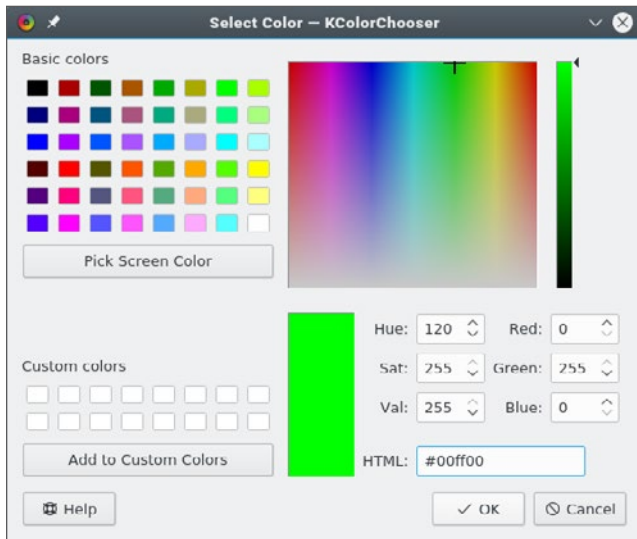 Select Color — KColorChooser
Basic colors
Pick Screen Color
Custom colors
Add to Custom Colors
Hue: 120 Red: 0
Sat: 255 Green: 255
Val: 255 Blue: 0
HTML: #00ff00
Help OK Cancel